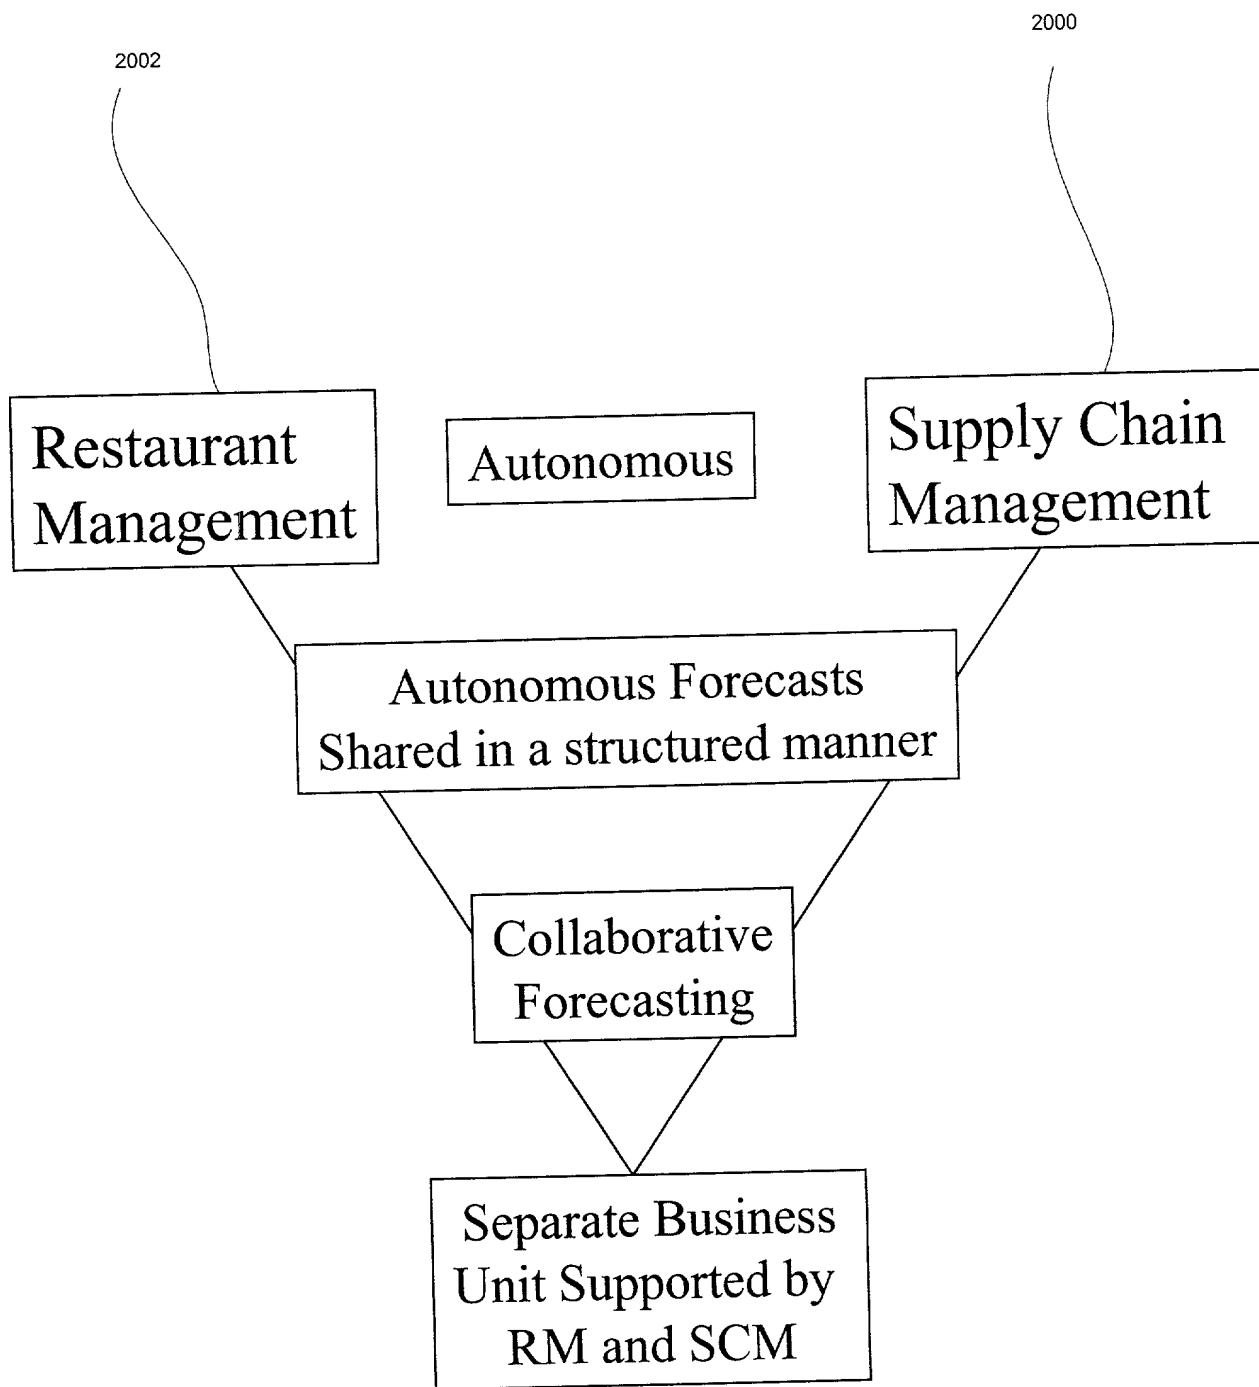 2002
2000
Restaurant
Management
Autonomous
Supply Chain
Management
Autonomous Forecasts
Shared in a structured manner
Collaborative
Forecasting
Separate Business
Unit Supported by
RM and SCM